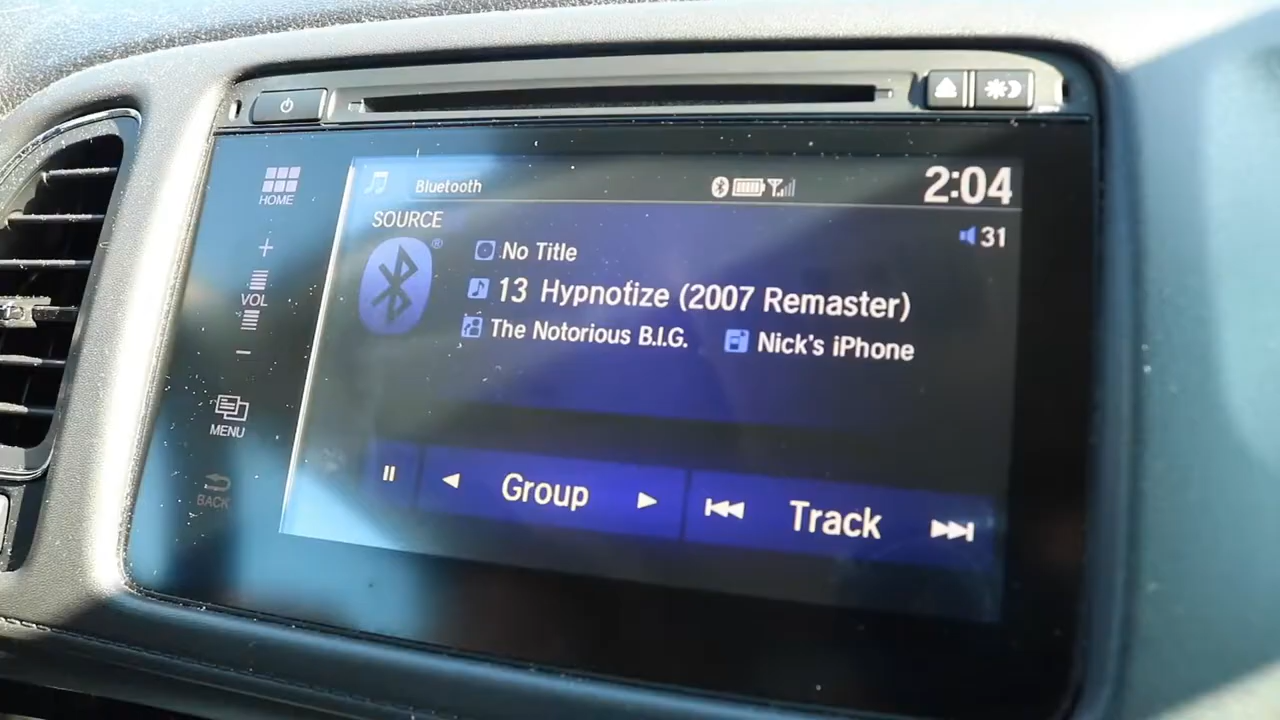 HOME
VOL
MENU
BACK
Bluetooth
2:04
SOURCE
31
®
No Title
13 Hypnotize (2007 Remaster)
The Notorious B.I.G. Nick's iPhone
Group
Track